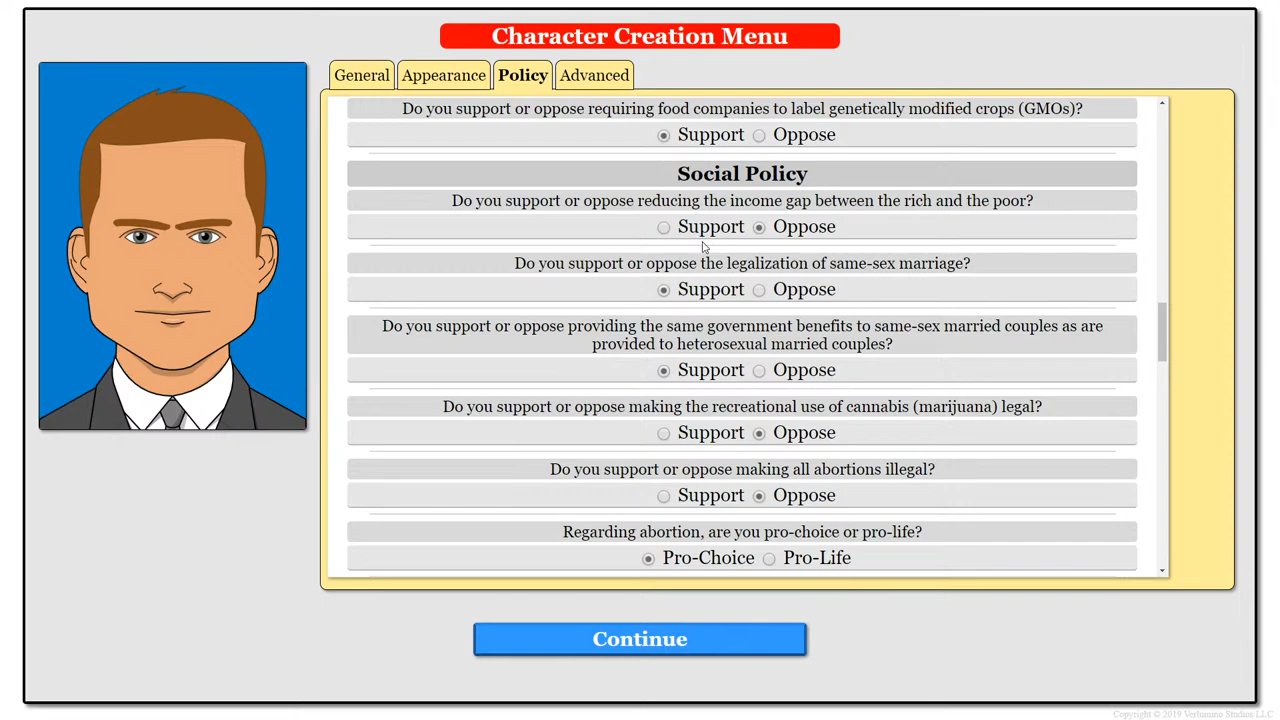 Character Creation Menu
General Appearance Policy Advanced
Do you support or oppose requiring food companies to label genetically modified crops (GMOs)?
Support Oppose
Social Policy
Do you support or oppose reducing the income gap between the rich and the poor?
Support Oppose
Do you support or oppose the legalization of same-sex marriage?
Support Oppose
Do you support or oppose providing the same government benefits to same-sex married couples as are
provided to heterosexual married couples?
Support Oppose
Do you support or oppose making the recreational use of cannabis (marijuana) legal?
Support Oppose
Do you support or oppose making all abortions illegal?
Support Oppose
Regarding abortion, are you pro-choice or pro-life?
Pro-Choice Pro-Life
Continue
Copyright © 2019 Verlumino Studios LLC